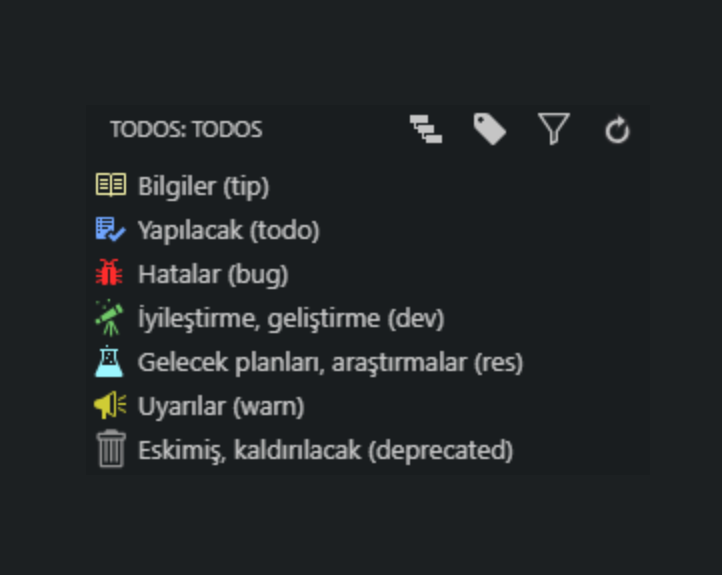 TODOS: TODOS
Bilgiler (tip)
Yapılacak (todo)
Hatalar (bug)
İyileştirme, geliştirme (dev)
Gelecek planları, araştırmalar (res)
Uyarılar (warn)
Eskimiş, kaldırılacak (deprecated)